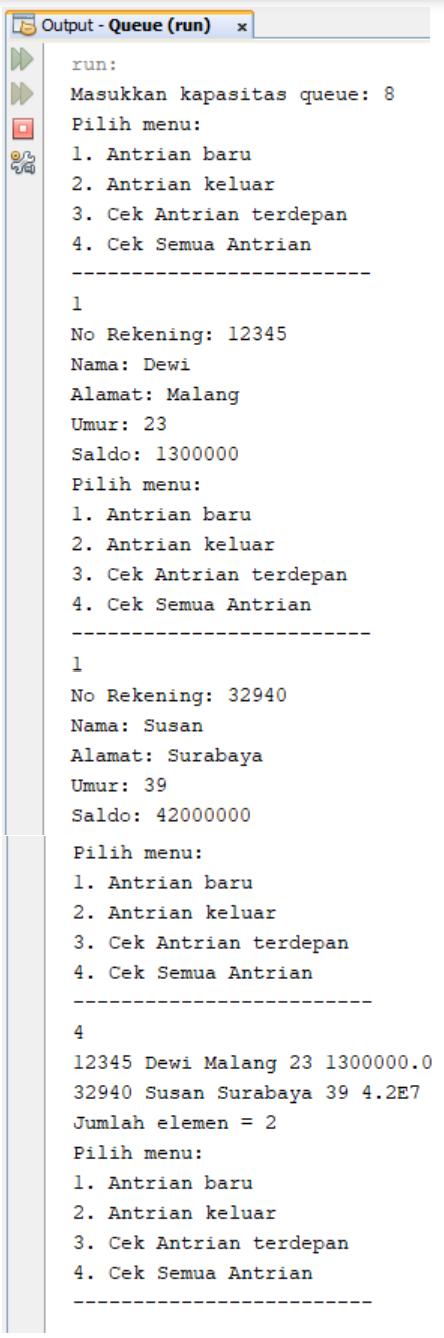 Output - Queue (run) x
run:
Masukkan kapasitas queue: 8
Pilih menu:
1. Antrian baru
2. Antrian keluar
3. Cek Antrian terdepan
4. Cek Semua Antrian
-------------------------
1
No Rekening: 12345
Nama: Dewi
Alamat: Malang
Umur: 23
Saldo: 1300000
Pilih menu:
1. Antrian baru
2. Antrian keluar
3. Cek Antrian terdepan
4. Cek Semua Antrian
-------------------------
1
No Rekening: 32940
Nama: Susan
Alamat: Surabaya
Umur: 39
Saldo: 42000000
Pilih menu:
1. Antrian baru
2. Antrian keluar
3. Cek Antrian terdepan
4. Cek Semua Antrian
-------------------------
4
12345 Dewi Malang 23 1300000.0
32940 Susan Surabaya 39 4.2E7
Jumlah elemen = 2
Pilih menu:
1. Antrian baru
2. Antrian keluar
3. Cek Antrian terdepan
4. Cek Semua Antrian
-------------------------